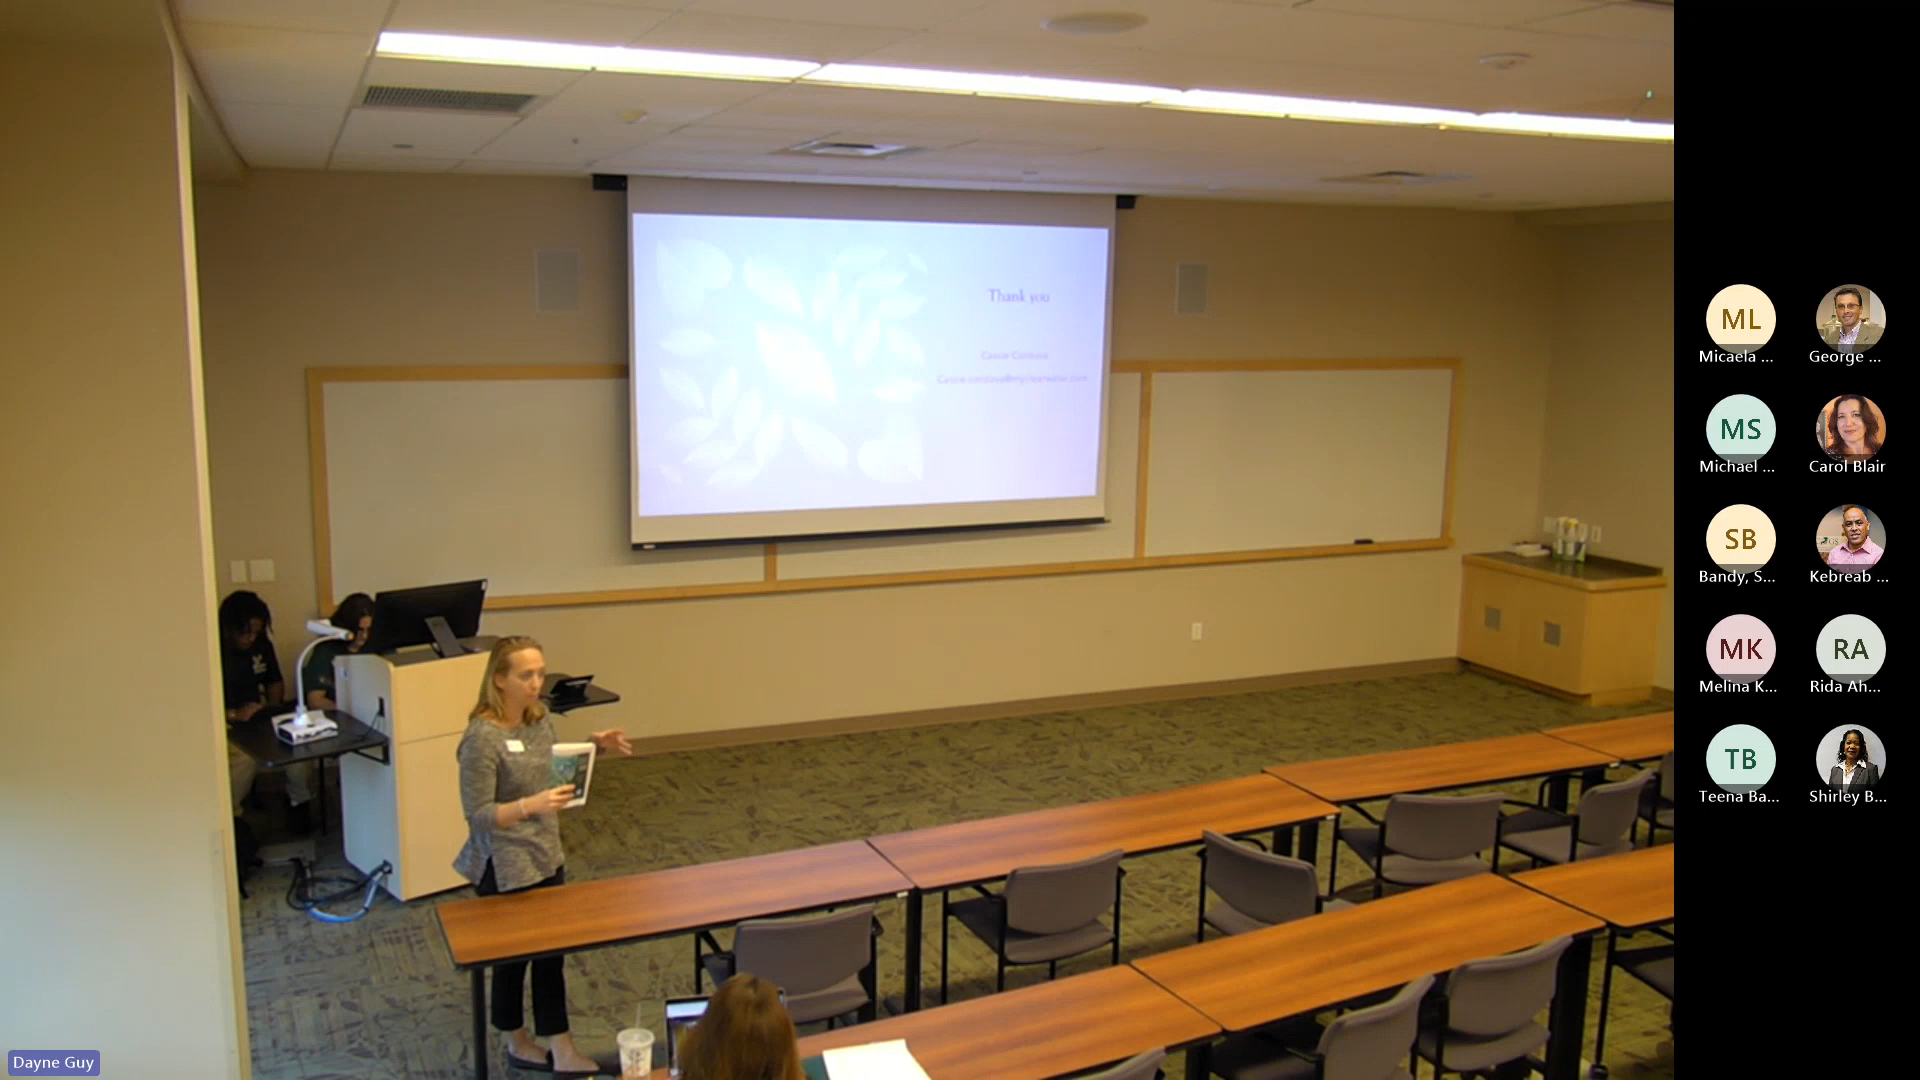 Thank you
ML
Micaela ...
George ...
MS
Michael ...
Carol Blair
SB
Bandy, S...
Kebreab ...
MK
Melina K...
RA
Rida Ah...
TB
Teena Ba...
Shirley B...
Dayne Guy